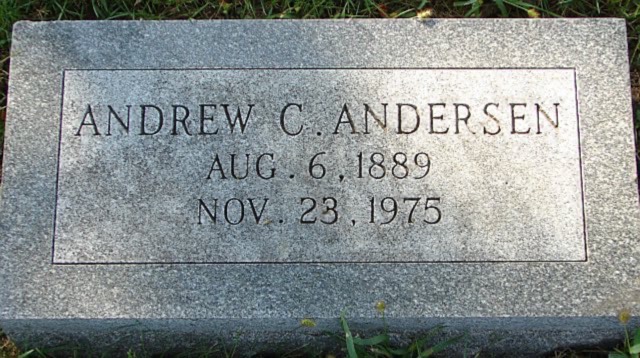 ANDREW C. ANDERSEN
AUG. 6, 1889
NOV. 23, 1975